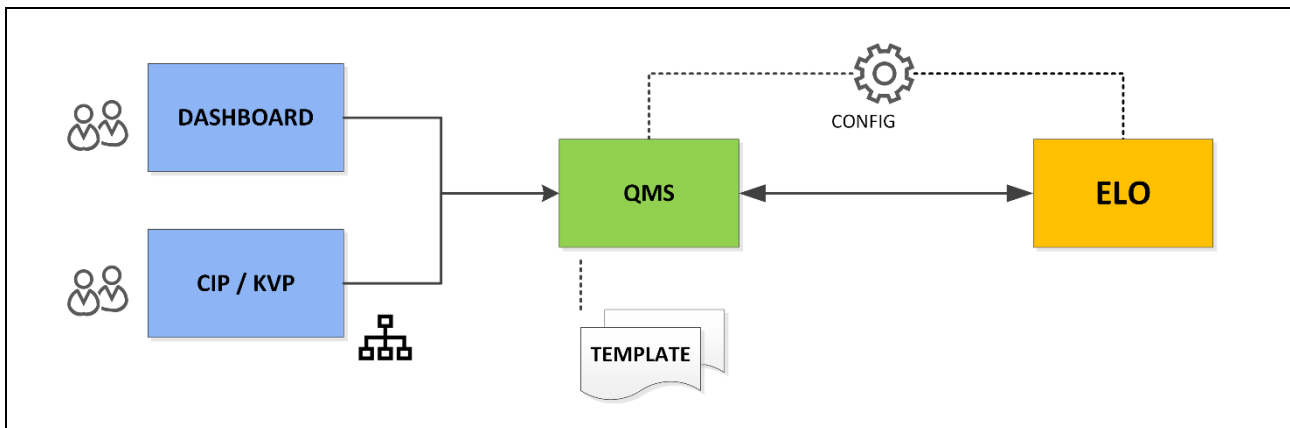 DASHBOARD
CONFIG
QMS
ELO
CIP / KVP
TEMPLATE